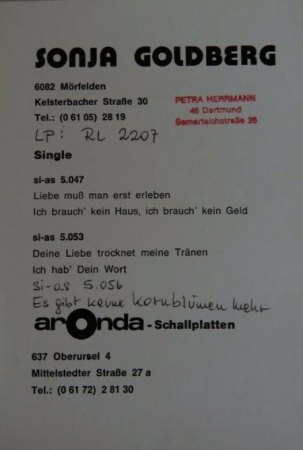 SONJA GOLDBERG
6082 Mörfelden
Kelsterbacher Straße 30
Tel.: (0 61 05) 28 19
PETRA HERRMANN
46 Dortmund
Semerteichstraße 26
LP: RL 2207
Single
si-as 5.047
Liebe muß man erst erleben
Ich brauch' kein Haus, ich brauch' kein Geld
si-as 5.053
Deine Liebe trocknet meine Tränen
Ich hab' Dein Wort
si-as 5.056
Es gibt keine Kornblumen mehr
aronda - Schallplatten
637 Oberursel 4
Mittelstedter Straße 27 a
Tel.: (0 61 72) 2 81 30